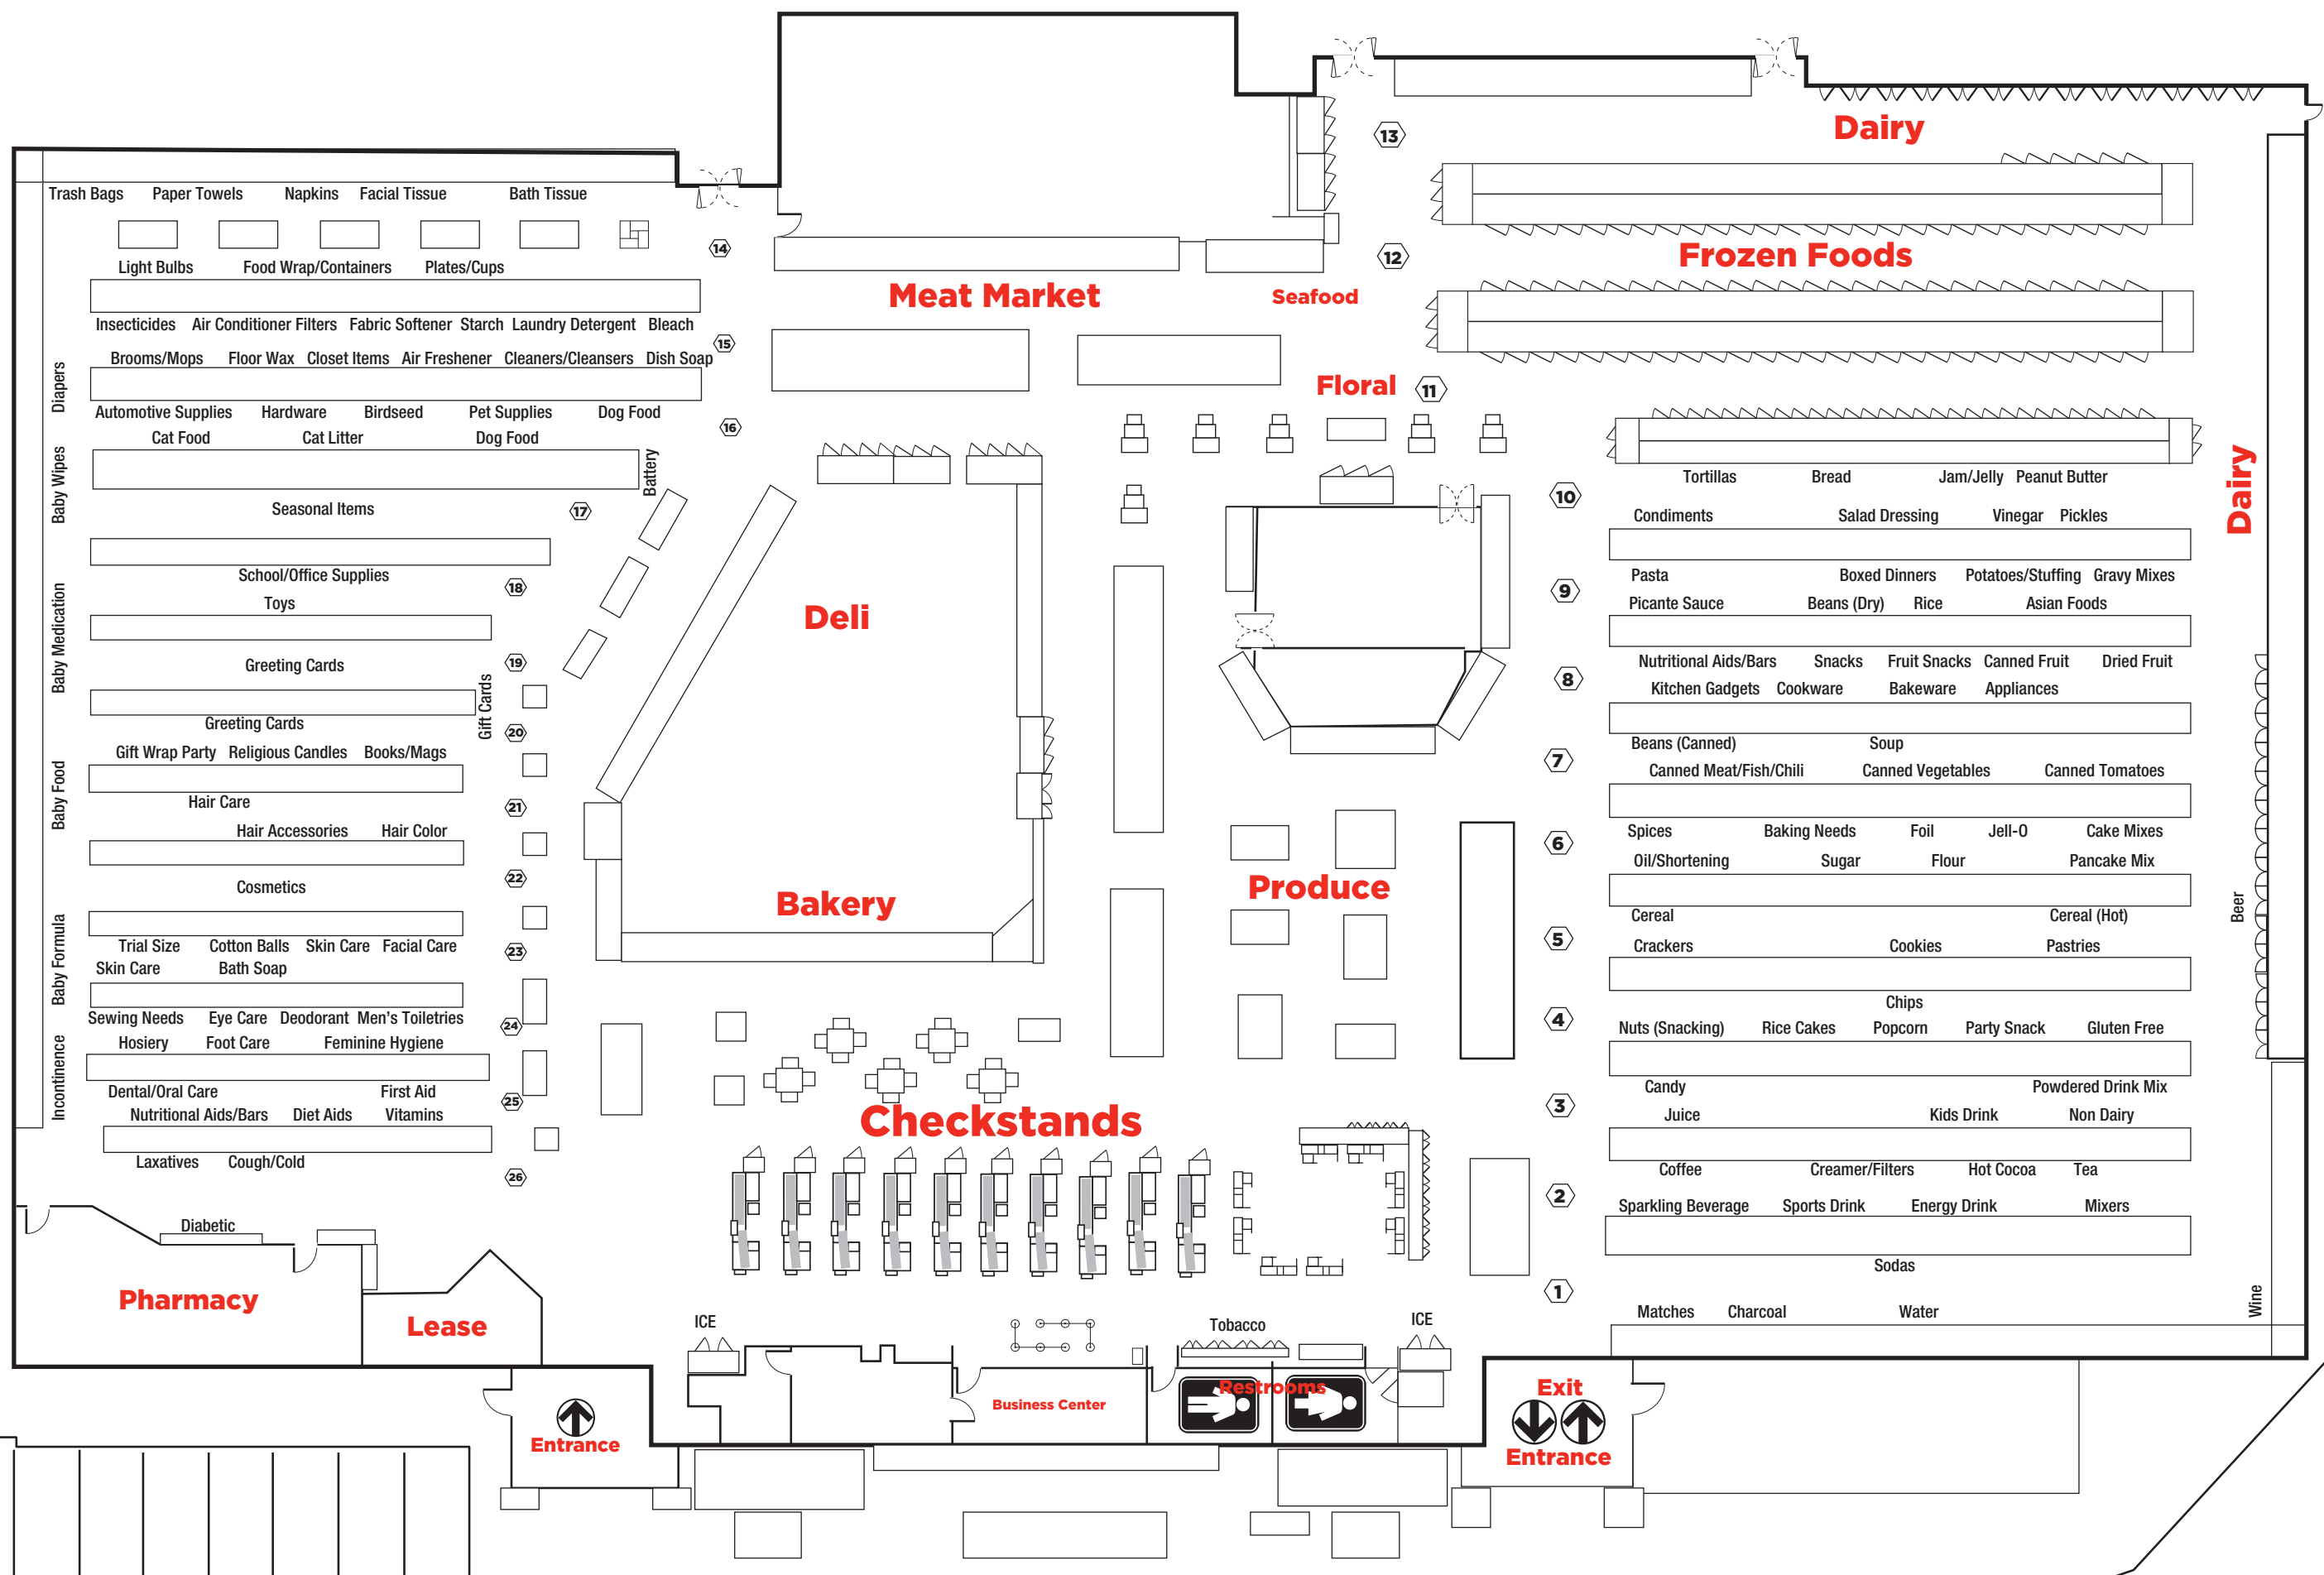 13
Dairy
Trash Bags Paper Towels Napkins Facial Tissue Bath Tissue
14
12
Frozen Foods
Light Bulbs Food Wrap/Containers Plates/Cups
Meat Market
Seafood
Insecticides Air Conditioner Filters Fabric Softener Starch Laundry Detergent Bleach
15
Brooms/Mops Floor Wax Closet Items Air Freshener Cleaners/Cleansers Dish Soap
Floral
11
Diapers
Automotive Supplies Hardware Birdseed Pet Supplies Dog Food
16
Cat Food Cat Litter Dog Food
Battery
Baby Wipes
Seasonal Items
17
School/Office Supplies
18
Toys
Baby Medication
Greeting Cards
19
Gift Cards
Greeting Cards
20
Gift Wrap Party Religious Candles Books/Mags
Baby Food
Hair Care
21
Hair Accessories Hair Color
22
Cosmetics
Baby Formula
Trial Size Cotton Balls Skin Care Facial Care
23
Skin Care Bath Soap
Sewing Needs Eye Care Deodorant Men's Toiletries
24
Hosiery Foot Care Feminine Hygiene
Incontinence
Dental/Oral Care First Aid
25
Nutritional Aids/Bars Diet Aids Vitamins
Laxatives Cough/Cold
26
Diabetic
Pharmacy
Lease
Deli
Bakery
Produce
Checkstands
Tortillas Bread Jam/Jelly Peanut Butter
10
Dairy
Condiments Salad Dressing Vinegar Pickles
Pasta Boxed Dinners Potatoes/Stuffing Gravy Mixes
9
Picante Sauce Beans (Dry) Rice Asian Foods
Nutritional Aids/Bars Snacks Fruit Snacks Canned Fruit Dried Fruit
8
Kitchen Gadgets Cookware Bakeware Appliances
Beans (Canned) Soup
7
Canned Meat/Fish/Chili Canned Vegetables Canned Tomatoes
Spices Baking Needs Foil Jell-O Cake Mixes
6
Oil/Shortening Sugar Flour Pancake Mix
Beer
Cereal Cereal (Hot)
5
Crackers Cookies Pastries
Chips
4
Nuts (Snacking) Rice Cakes Popcorn Party Snack Gluten Free
Candy Powdered Drink Mix
3
Juice Kids Drink Non Dairy
Coffee Creamer/Filters Hot Cocoa Tea
2
Sparkling Beverage Sports Drink Energy Drink Mixers
Sodas
1
Wine
Matches Charcoal Water
ICE
Tobacco
ICE
Restrooms
Business Center
Entrance
Exit
Entrance